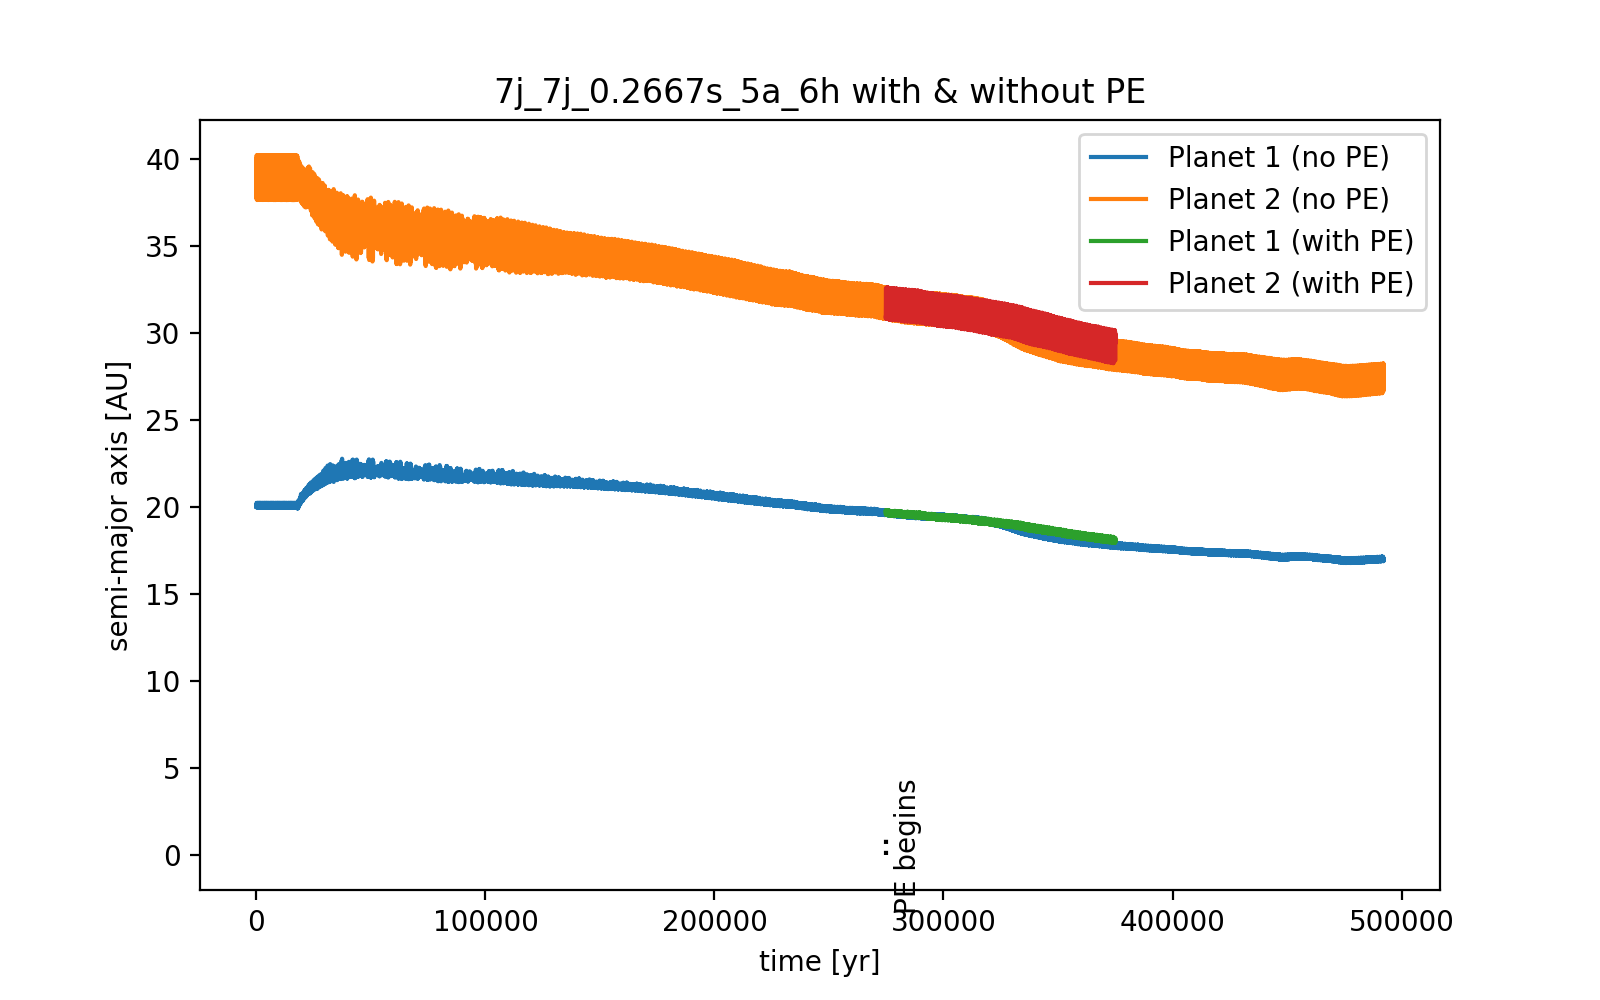 7j_7j_0.2667s_5a_6h with & without PE
Planet 1 (no PE)
Planet 2 (no PE)
Planet 1 (with PE)
Planet 2 (with PE)
semi-major axis [AU]
40
35
30
25
20
15
10
5
0
PE begins
0
100000
200000
300000
400000
500000
time [yr]